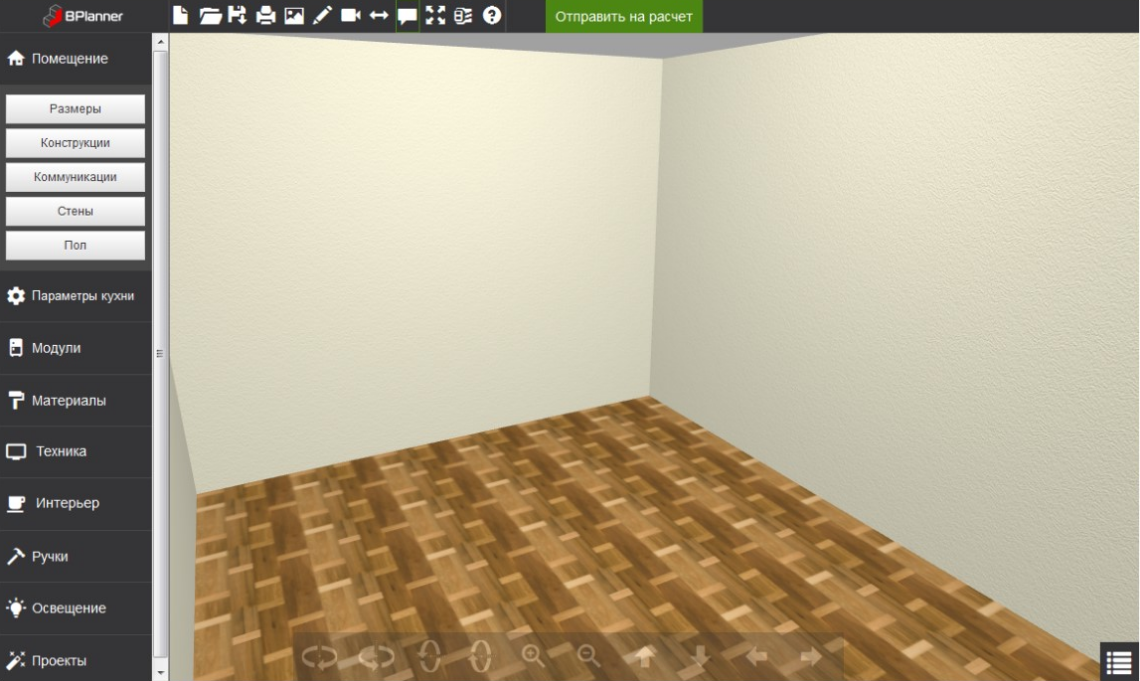 BPlanner
Отправить на расчет
Помещение
Размеры
Конструкции
Коммуникации
Стены
Пол
Параметры кухни
Модули
Материалы
Техника
Интерьер
Ручки
Освещение
Проекты